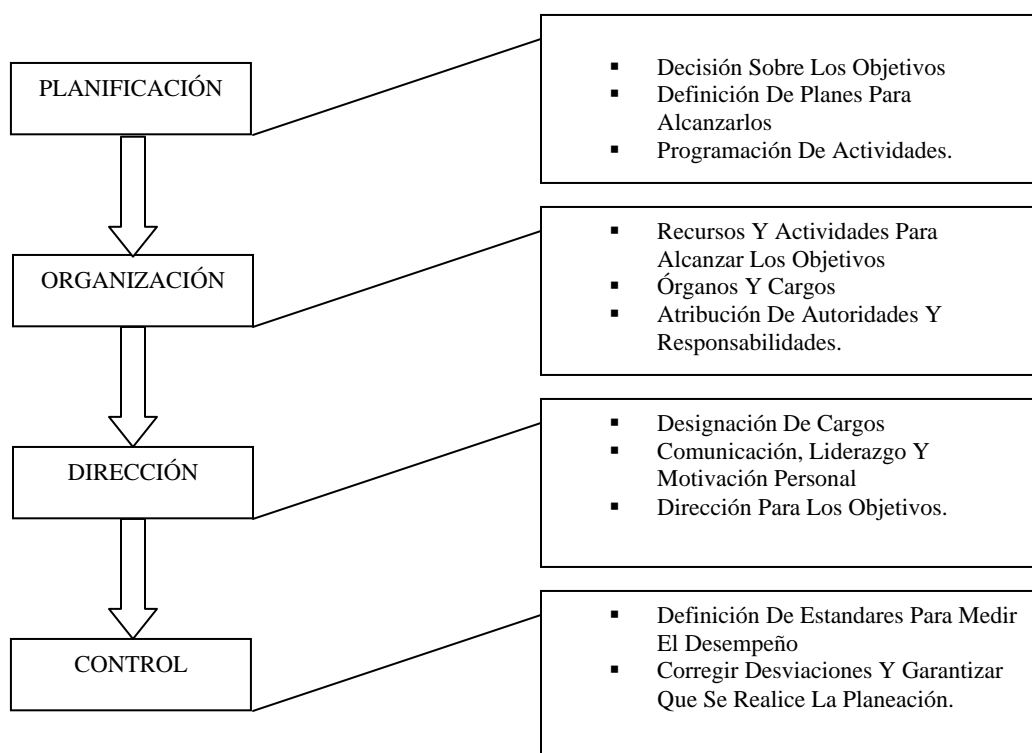 PLANIFICACIÓN
▪ Decisión Sobre Los Objetivos
▪ Definición De Planes Para
Alcanzarlos
▪ Programación De Actividades.
ORGANIZACIÓN
▪ Recursos Y Actividades Para
Alcanzar Los Objetivos
▪ Órganos Y Cargos
▪ Atribución De Autoridades Y
Responsabilidades.
DIRECCIÓN
▪ Designación De Cargos
▪ Comunicación, Liderazgo Y
Motivación Personal
▪ Dirección Para Los Objetivos.
CONTROL
▪ Definición De Estandares Para Medir
El Desempeño
▪ Corregir Desviaciones Y Garantizar
Que Se Realice La Planeación.